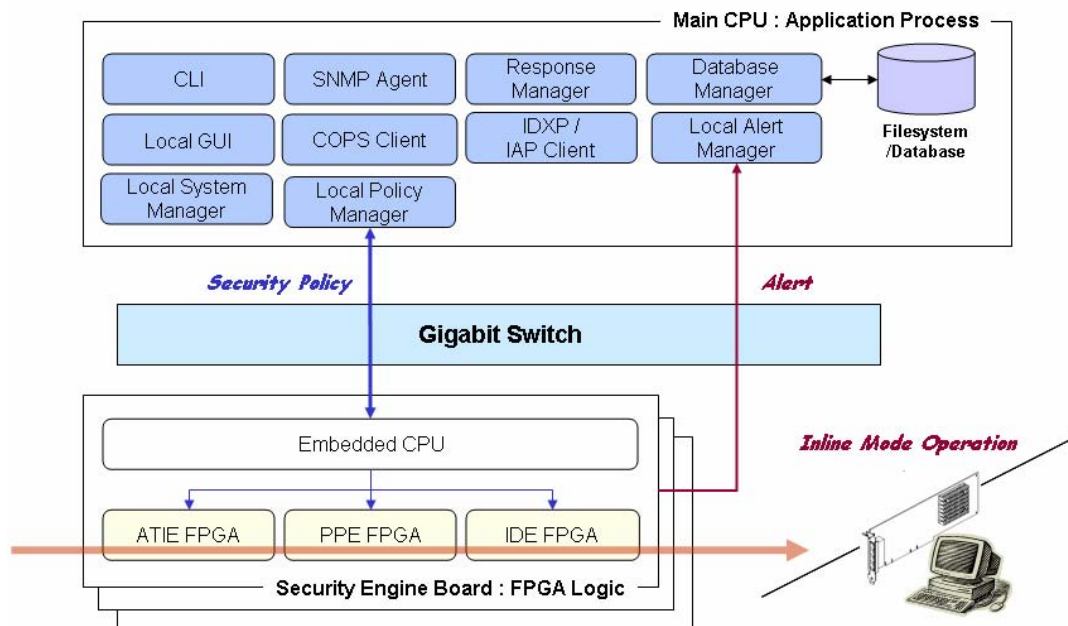 Main CPU : Application Process
CLI
SNMP Agent
Response
Manager
Database
Manager
Local GUI
COPS Client
IDXP /
IAP Client
Local Alert
Manager
Filesystem
/Database
Local System
Manager
Local Policy
Manager
Security Policy
Alert
Gigabit Switch
Embedded CPU
Inline Mode Operation
ATIE FPGA
PPE FPGA
IDE FPGA
Security Engine Board : FPGA Logic